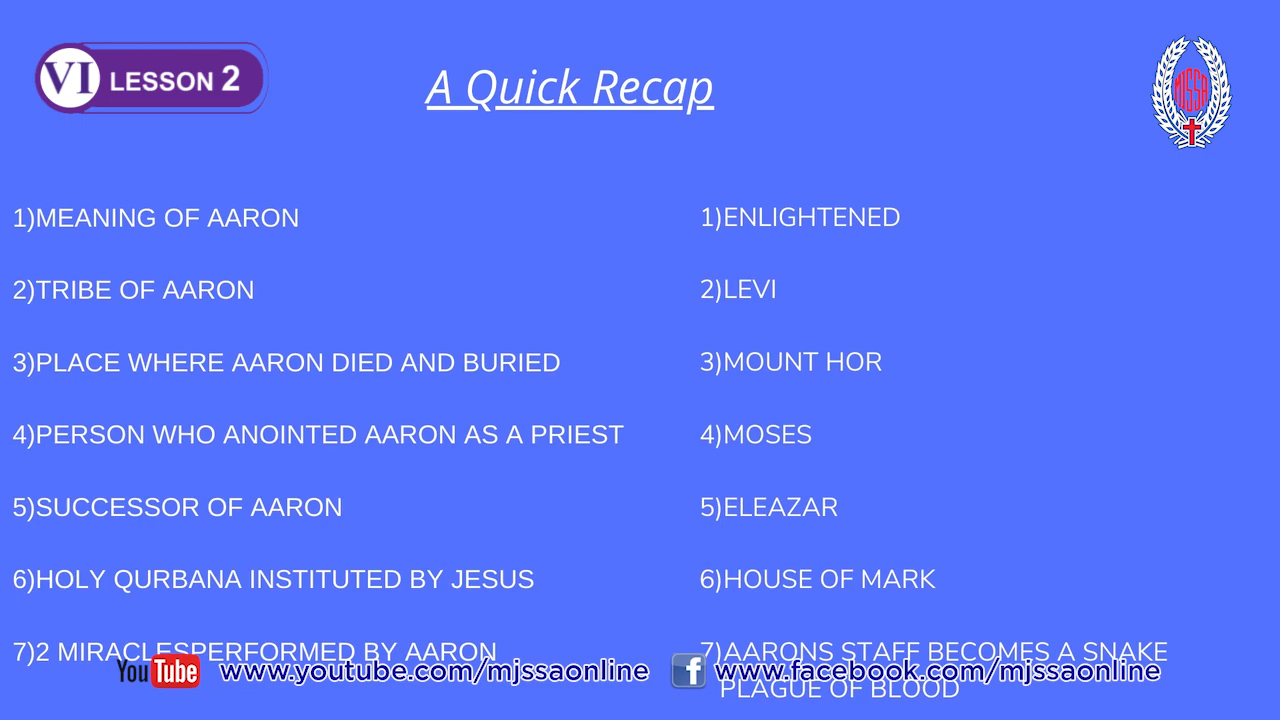 VI LESSON 2
A Quick Recap
MJSSA
1)MEANING OF AARON
1)ENLIGHTENED
2)TRIBE OF AARON
2)LEVI
3)PLACE WHERE AARON DIED AND BURIED
3)MOUNT HOR
4)PERSON WHO ANOINTED AARON AS A PRIEST
4)MOSES
5)SUCCESSOR OF AARON
5)ELEAZAR
6)HOLY QURBANA INSTITUTED BY JESUS
6)HOUSE OF MARK
7)2 MIRACLESPERFORMED BY AARON
7)AARONS STAFF BECOMES A SNAKE
PLAGUE OF BLOOD
YouTube www.youtube.com/mjssaonline
f www.facebook.com/mjssaonline